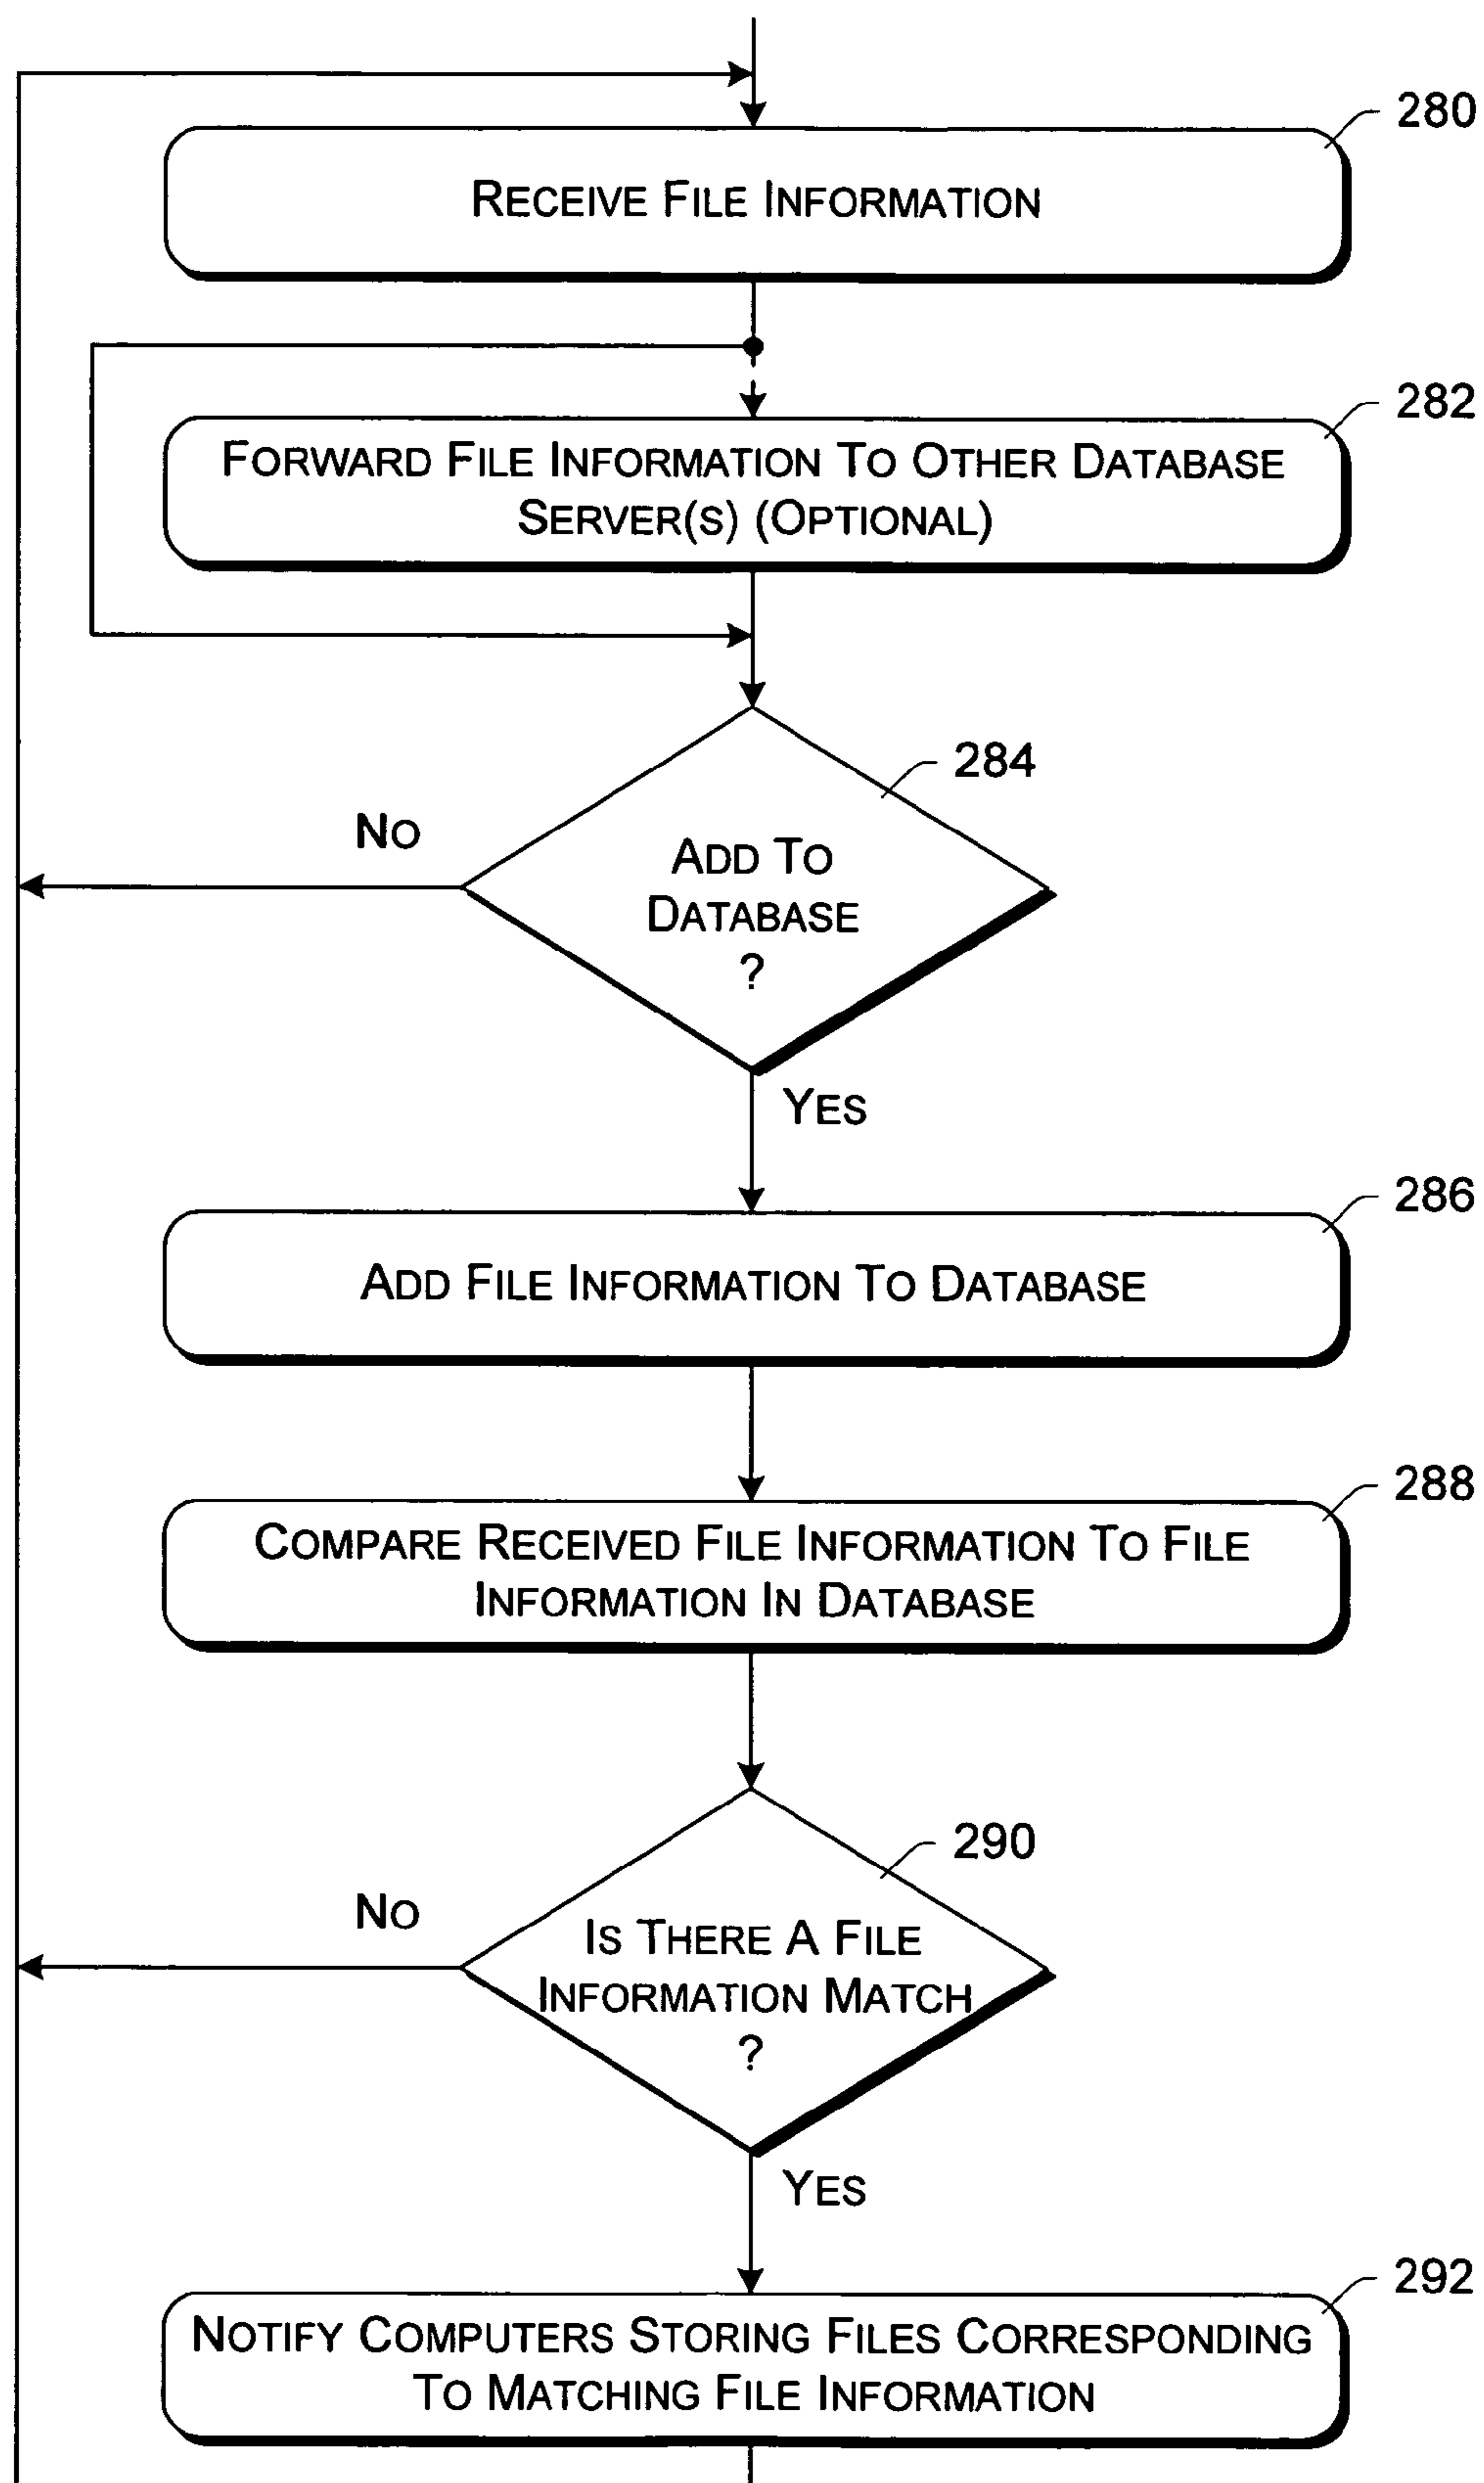 280
RECEIVE FILE INFORMATION
282
FORWARD FILE INFORMATION TO OTHER DATABASE
SERVER(S) (OPTIONAL)
284
NO
ADD TO
DATABASE
?
YES
286
ADD FILE INFORMATION TO DATABASE
288
COMPARE RECEIVED FILE INFORMATION TO FILE
INFORMATION IN DATABASE
290
NO
IS THERE A FILE
INFORMATION MATCH
?
YES
292
NOTIFY COMPUTERS STORING FILES CORRESPONDING
TO MATCHING FILE INFORMATION